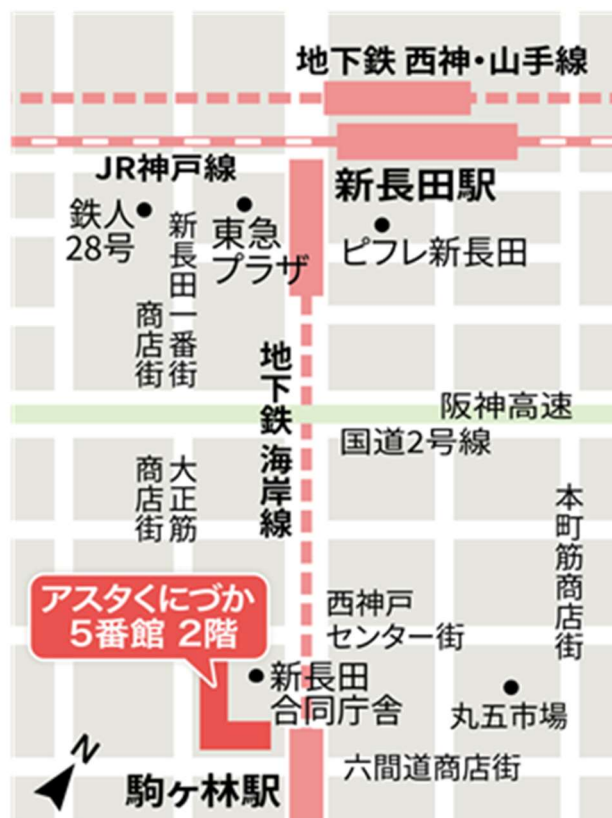 地下鉄 西神・山手線
JR神戸線
新長田駅
鉄人
28号
東急
プラザ
ピフレ新長田
新長田一番街
商店街
地下鉄 海岸線
阪神高速
国道2号線
大正筋
商店街
本町筋商店街
アスタくにづか
5番館 2階
西神戸
センター街
新長田
合同庁舎
丸五市場
六間道商店街
駒ヶ林駅
N